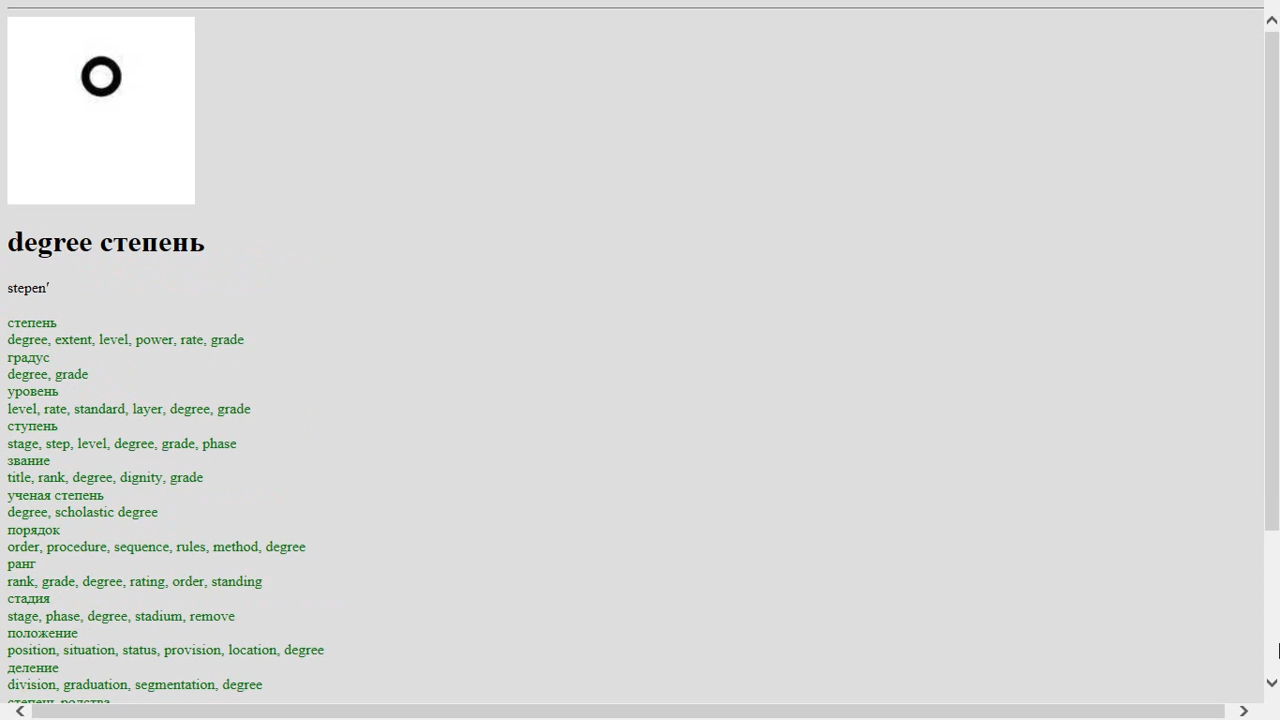 degree степень
stepen′
степень
degree, extent, level, power, rate, grade
градус
degree, grade
уровень
level, rate, standard, layer, degree, grade
ступень
stage, step, level, degree, grade, phase
звание
title, rank, degree, dignity, grade
ученая степень
degree, scholastic degree
порядок
order, procedure, sequence, rules, method, degree
ранг
rank, grade, degree, rating, order, standing
стадия
stage, phase, degree, stadium, remove
положение
position, situation, status, provision, location, degree
деление
division, graduation, segmentation, degree
степень родства